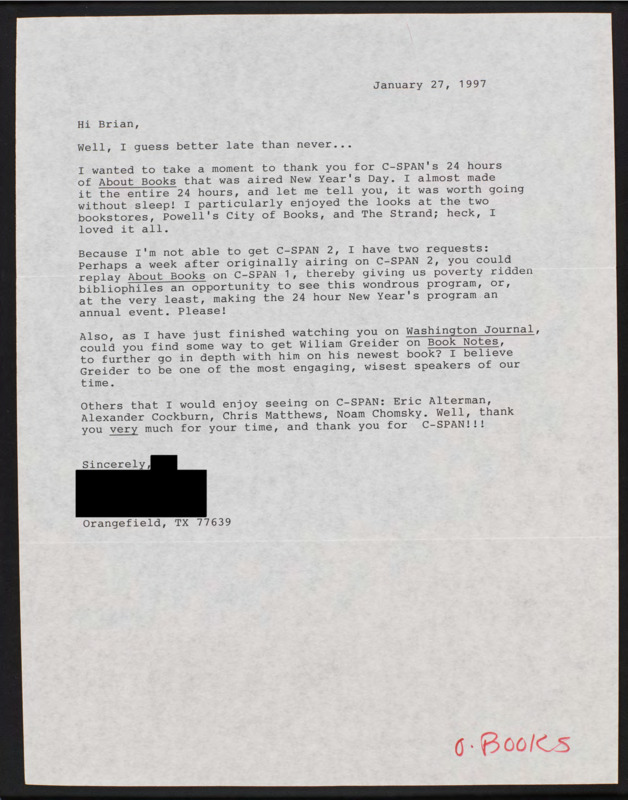 January 27, 1997
Hi Brian,
Well, I guess better late than never...
I wanted to take a moment to thank you for C-SPAN's 24 hours
of About Books that was aired New Year's Day. I almost made
it the entire 24 hours, and let me tell you, it was worth going
without sleep! I particularly enjoyed the looks at the two
bookstores, Powell's City of Books, and The Strand; heck, I
loved it all.
Because I'm not able to get C-SPAN 2, I have two requests:
Perhaps a week after originally airing on C-SPAN 2, you could
replay About Books on C-SPAN 1, thereby giving us poverty ridden
bibliophiles an opportunity to see this wondrous program, or,
at the very least, making the 24 hour New Year's program an
annual event. Please!
Also, as I have just finished watching you on Washington Journal,
could you find some way to get Wiliam Greider on Book Notes,
to further go in depth with him on his newest book? I believe
Greider to be one of the most engaging, wisest speakers of our
time.
Others that I would enjoy seeing on C-SPAN: Eric Alterman,
Alexander Cockburn, Chris Matthews, Noam Chomsky. Well, thank
you very much for your time, and thank you for  C-SPAN!!!
Sincerely,
Orangefield, TX 77639
O. BOOKS